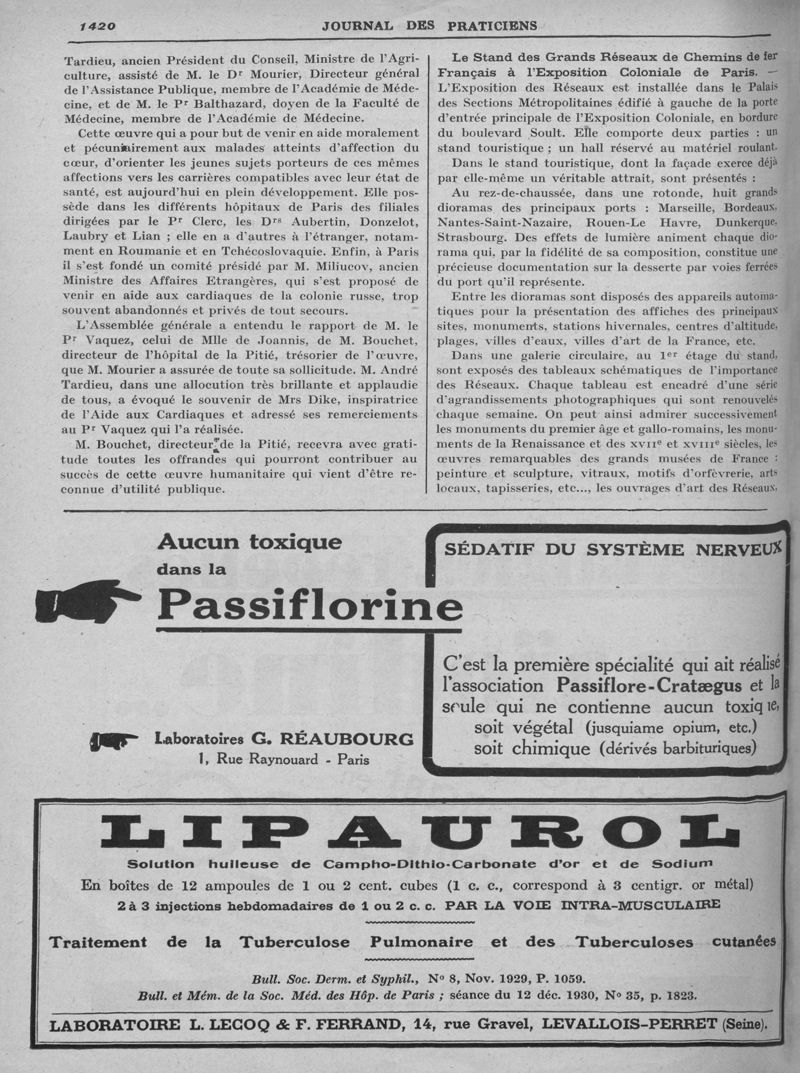 1420
JOURNAL DES PRATICIENS
Tardieu, ancien Président du Conseil, Ministre de l'Agri-
culture, assisté de M. le Dr Mourier, Directeur général
de l'Assistance Publique, membre de l'Académie de Méde-
cine, et de M. le Pr Balthazard, doyen de la Faculté de
Médecine, membre de l'Académie de Médecine.
Cette œuvre qui a pour but de venir en aide moralement
et pécuniairement aux malades atteints d'affection du
cœur, d'orienter les jeunes sujets porteurs de ces mêmes
affections vers les carrières compatibles avec leur état de
santé, est aujourd'hui en plein développement. Elle pos-
sède dans les différents hôpitaux de Paris des filiales
dirigées par le Pr Clerc, les Drs Aubertin, Donzelot,
Laubry et Lian ; elle en a d'autres à l'étranger, notam-
ment en Roumanie et en Tchécoslovaquie. Enfin, à Paris
il s'est fondé un comité présidé par M. Miliucov, ancien
Ministre des Affaires Etrangères, qui s'est proposé de
venir en aide aux cardiaques de la colonie russe, trop
souvent abandonnés et privés de tout secours.
L'Assemblée générale a entendu le rapport de M. le
Pr Vaquez, celui de Mlle de Joannis, de M. Bouchet,
directeur de l'hôpital de la Pitié, trésorier de l'œuvre,
que M. Mourier a assurée de toute sa sollicitude. M. André
Tardieu, dans une allocution très brillante et applaudie
de tous, a évoqué le souvenir de Mrs Dike, inspiratrice
de l'Aide aux Cardiaques et adressé ses remerciements
au Pr Vaquez qui l'a réalisée.
M. Bouchet, directeur de la Pitié, recevra avec grati-
tude toutes les offrandes qui pourront contribuer au
succès de cette œuvre humanitaire qui vient d'être re-
connue d'utilité publique.
Le Stand des Grands Réseaux de Chemins de fer
Français à l'Exposition Coloniale de Paris. —
L'Exposition des Réseaux est installée dans le Palais
des Sections Métropolitaines édifié à gauche de la porte
d'entrée principale de l'Exposition Coloniale, en bordure
du boulevard Soult. Elle comporte deux parties : un
stand touristique ; un hall réservé au matériel roulant.
Dans le stand touristique, dont la façade exerce déjà
par elle-même un véritable attrait, sont présentés :
Au rez-de-chaussée, dans une rotonde, huit grands
dioramas des principaux ports : Marseille, Bordeaux,
Nantes-Saint-Nazaire, Rouen-Le Havre, Dunkerque,
Strasbourg. Des effets de lumière animent chaque dio-
rama qui, par la fidélité de sa composition, constitue une
précieuse documentation sur la desserte par voies ferrées
du port qu'il représente.
Entre les dioramas sont disposés des appareils automa-
tiques pour la présentation des affiches des principaux
sites, monuments, stations hivernales, centres d'altitude,
plages, villes d'eaux, villes d'art de la France, etc.
Dans une galerie circulaire, au 1er étage du stand,
sont exposés des tableaux schématiques de l'importance
des Réseaux. Chaque tableau est encadré d'une série
d'agrandissements photographiques qui sont renouvelés
chaque semaine. On peut ainsi admirer successivement
les monuments du premier âge et gallo-romains, les monu-
ments de la Renaissance et des XVIIe et XVIIIe siècles, les
œuvres remarquables des grands musées de France :
peinture et sculpture, vitraux, motifs d'orfèvrerie, arts
locaux, tapisseries, etc..., les ouvrages d'art des Réseaux,
Aucun toxique
dans la
Passiflorine
Laboratoires G. RÉAUBOURG
1, Rue Raynouard - Paris
SÉDATIF DU SYSTÈME NERVEUX
C'est la première spécialité qui ait réalisé
l'association Passiflore-Cratægus et la
seule qui ne contienne aucun toxique,
soit végétal (jusquiame opium, etc.)
soit chimique (dérivés barbituriques)
LIPAUROL
Solution huileuse de Campho-Dithio-Carbonate d'or et de Sodium
En boîtes de 12 ampoules de 1 ou 2 cent. cubes (1 c. c., correspond à 3 centigr. or métal)
2 à 3 injections hebdomadaires de 1 ou 2 c. c. PAR LA VOIE INTRA-MUSCULAIRE
Traitement de la Tuberculose Pulmonaire et des Tuberculoses cutanées
Bull. Soc. Derm. et Syphil., No 8, Nov. 1929, P. 1059.
Bull. et Mém. de la Soc. Méd. des Hôp. de Paris ; séance du 12 déc. 1930, No 35, p. 1823.
LABORATOIRE L. LECOQ & F. FERRAND, 14, rue Gravel, LEVALLOIS-PERRET (Seine).